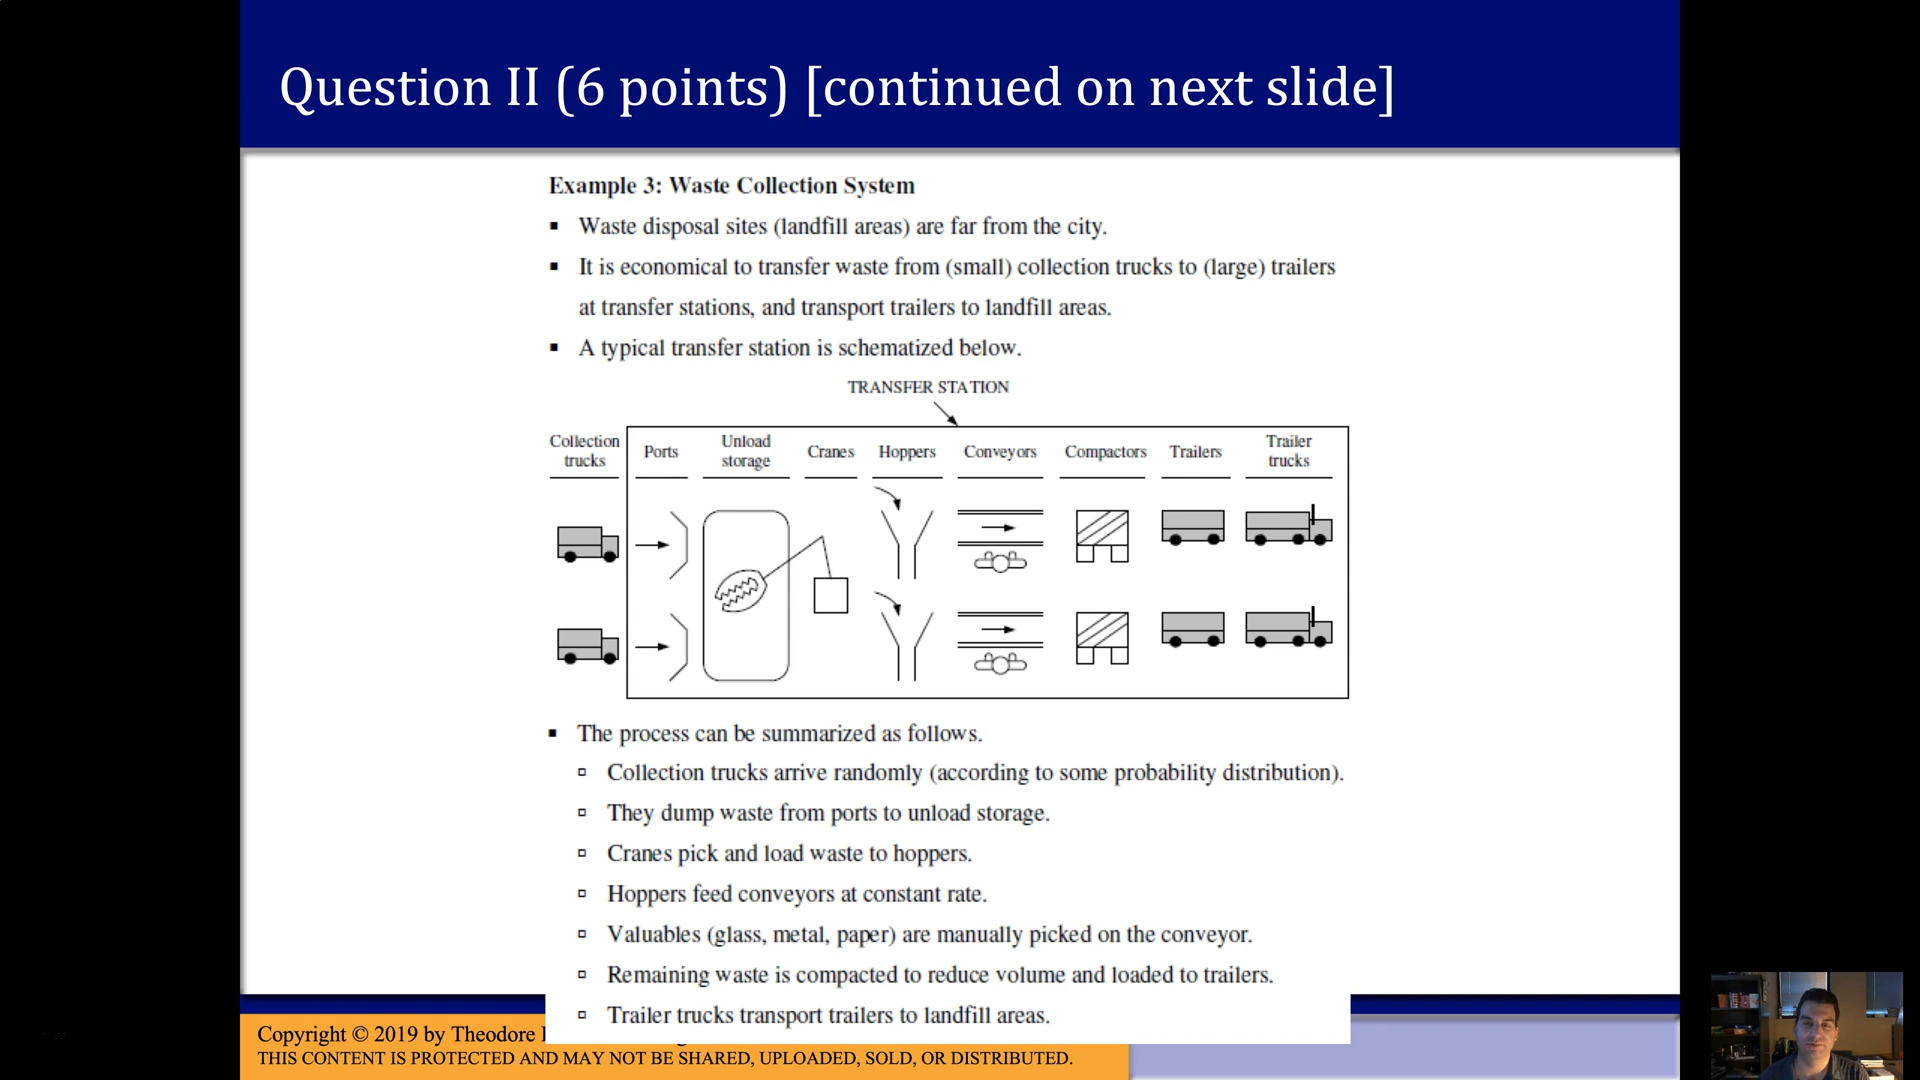 Question II (6 points) [continued on next slide]
Example 3: Waste Collection System
▪ Waste disposal sites (landfill areas) are far from the city.
▪ It is economical to transfer waste from (small) collection trucks to (large) trailers
at transfer stations, and transport trailers to landfill areas.
▪ A typical transfer station is schematized below.
TRANSFER STATION
Collection trucks
Ports
Unload storage
Cranes
Hoppers
Conveyors
Compactors
Trailers
Trailer trucks
▪ The process can be summarized as follows.
▫ Collection trucks arrive randomly (according to some probability distribution).
▫ They dump waste from ports to unload storage.
▫ Cranes pick and load waste to hoppers.
▫ Hoppers feed conveyors at constant rate.
▫ Valuables (glass, metal, paper) are manually picked on the conveyor.
▫ Remaining waste is compacted to reduce volume and loaded to trailers.
▫ Trailer trucks transport trailers to landfill areas.
Copyright © 2019 by Theodore
THIS CONTENT IS PROTECTED AND MAY NOT BE SHARED, UPLOADED, SOLD, OR DISTRIBUTED.